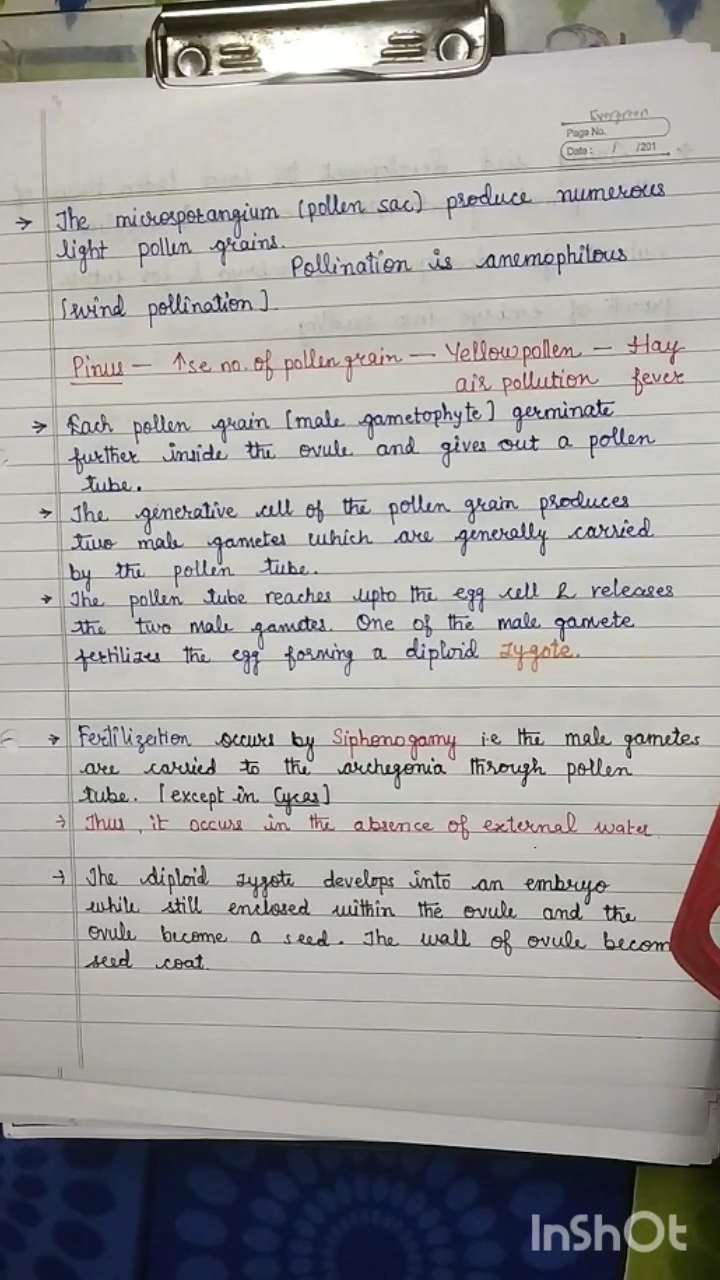 Evergreen
Page No.
Date : / /201
→ The microsporangium (pollen sac) produce numerous
light pollen grains.
Pollination is anemophilous
[wind pollination]
Pinus – ↑se no. of pollen grain – Yellow pollen – Hay
air pollution fever
→ Each pollen grain [male gametophyte] germinate
further inside the ovule and gives out a pollen
tube.
→ The generative cell of the pollen grain produces
two male gametes which are generally carried
by the pollen tube.
→ The pollen tube reaches upto the egg cell & releases
the two male gametes. One of the male gamete
fertilizes the egg forming a diploid zygote.
→ Fertilization occurs by Siphonogamy i.e the male gametes
are carried to the archegonia through pollen
tube. [except in Cycas]
→ Thus, it occurs in the absence of external water.
→ The diploid zygote develops into an embryo
while still enclosed within the ovule and the
ovule become a seed. The wall of ovule becom
seed coat.
InShOt